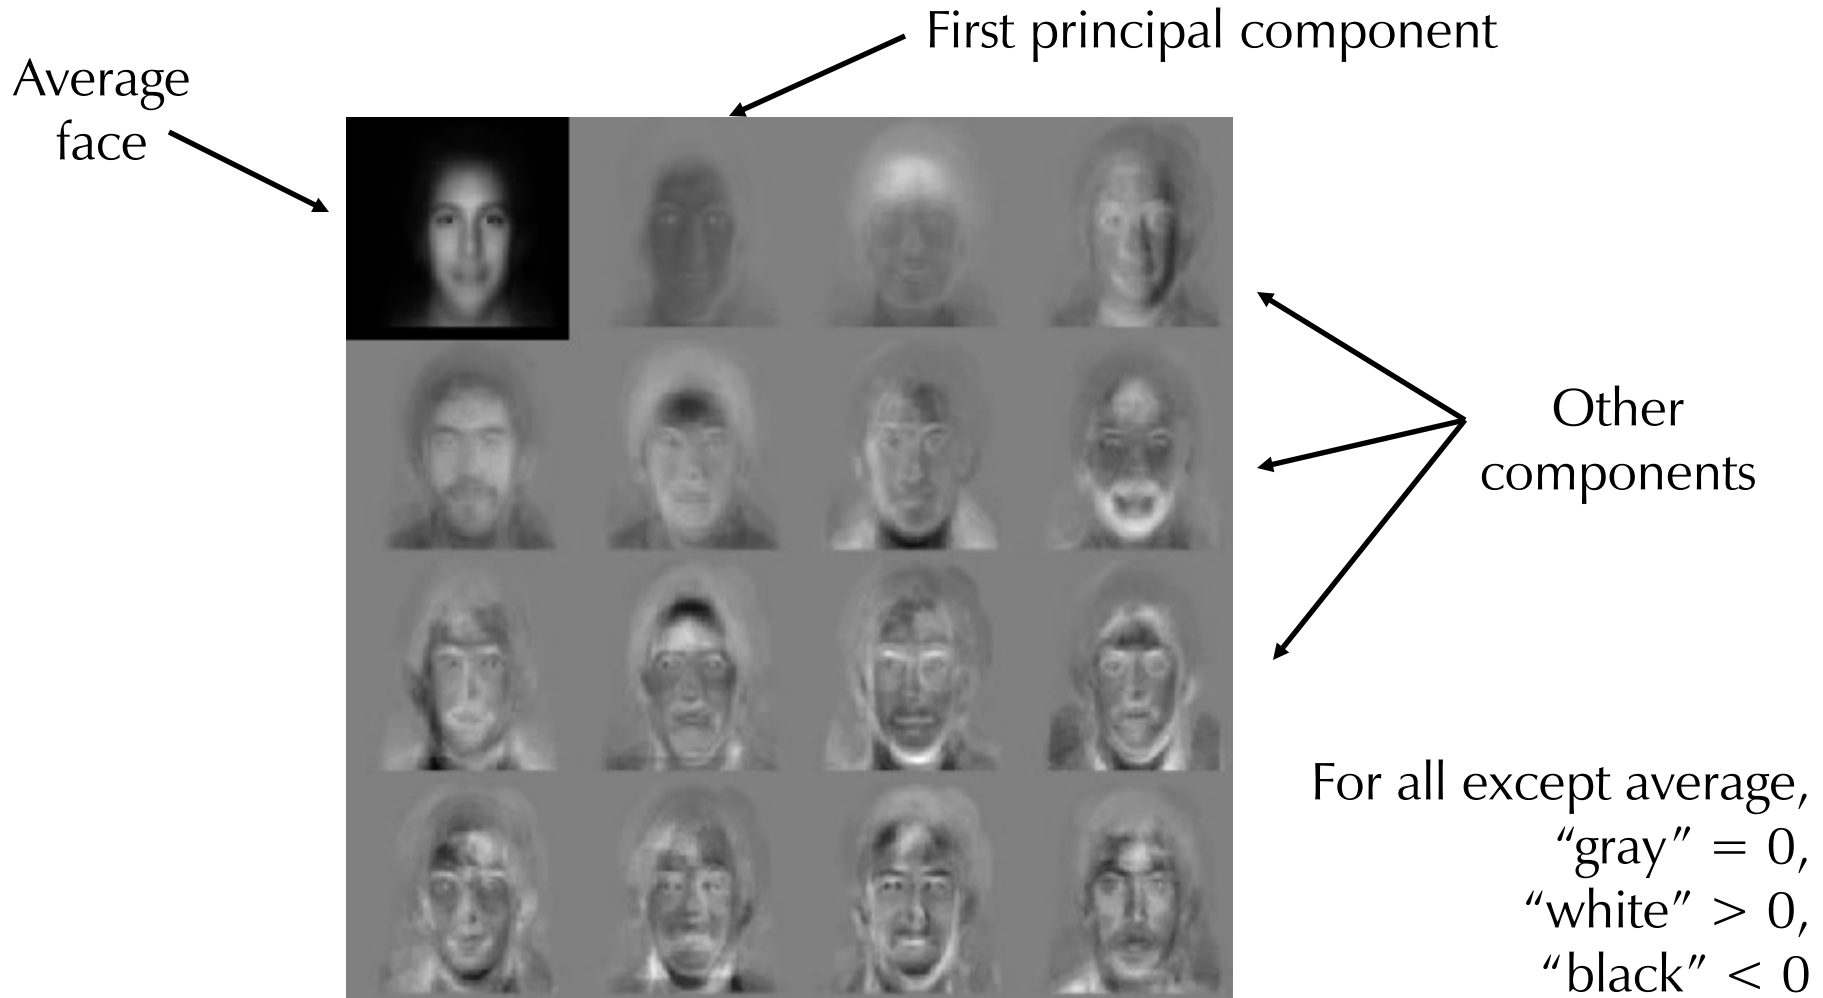 First principal component
Average
face
Other
components
For all except average,
“gray” = 0,
“white” > 0,
“black” < 0